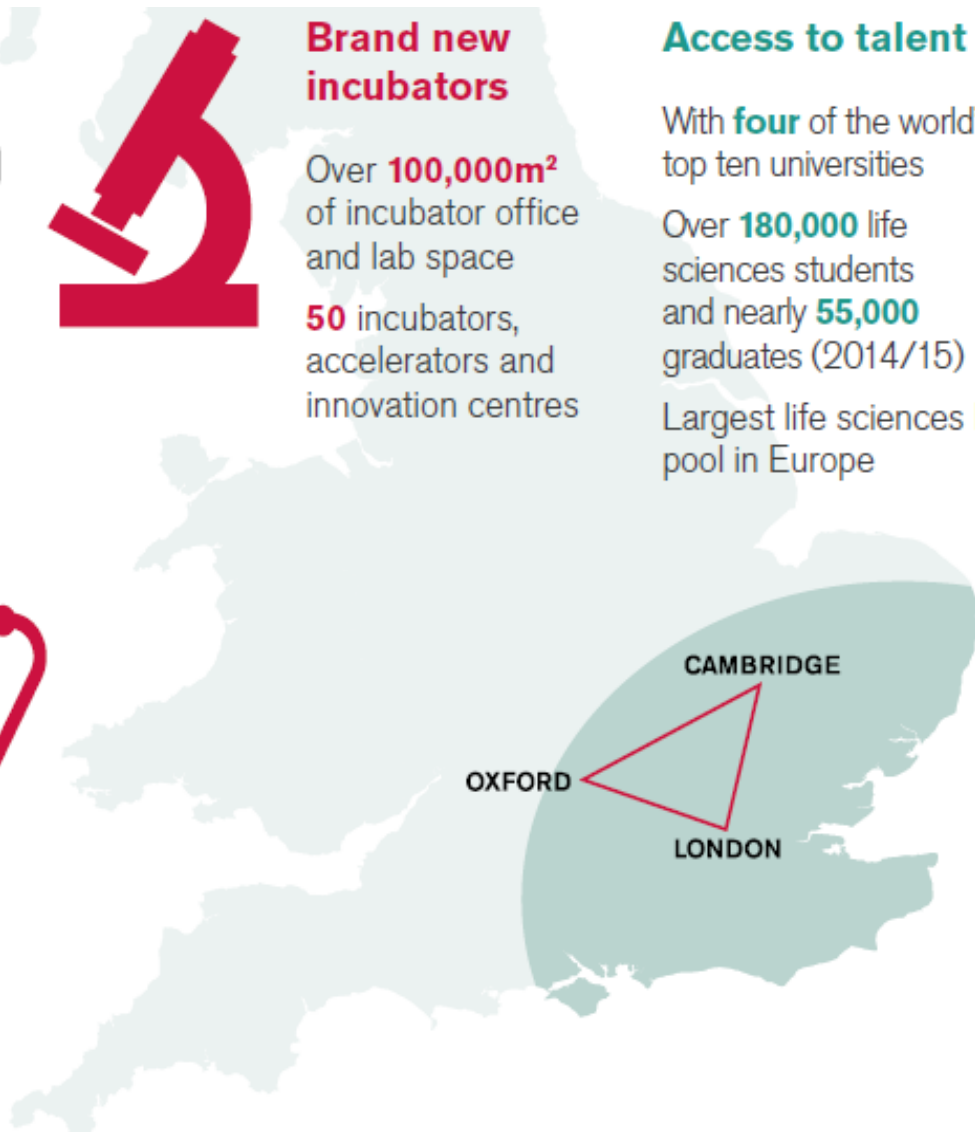 Brand new
incubators
Over 100,000m²
of incubator office
and lab space
50 incubators,
accelerators and
innovation centres
Access to talent
With four of the world
top ten universities
Over 180,000 life
sciences students
and nearly 55,000
graduates (2014/15)
Largest life sciences
pool in Europe
CAMBRIDGE
OXFORD
LONDON